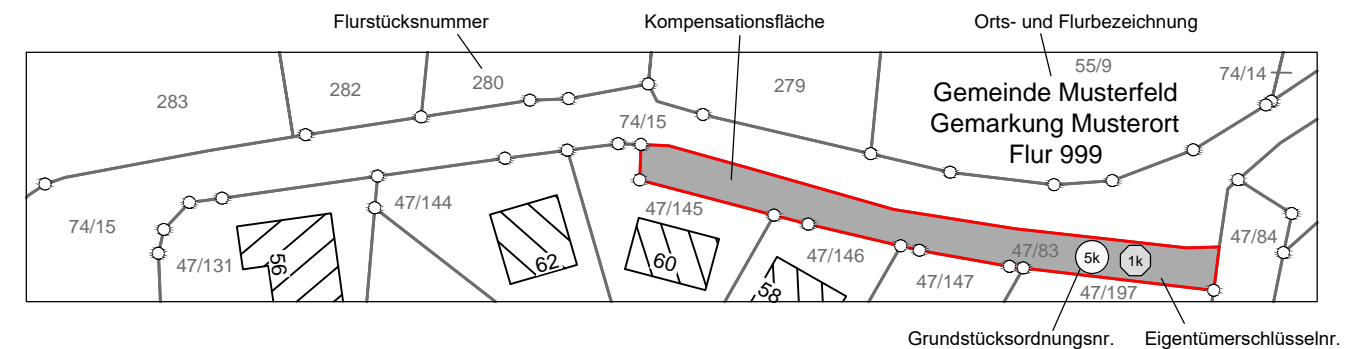 Flurstücksnummer Kompensationsfläche Orts- und Flurbezeichnung
283
282
280
279
55/9
74/14
Gemeinde Musterfeld
Gemarkung Musterort
Flur 999
74/15
74/15
47/144
47/145
47/131
47/146
47/147
47/83
47/84
47/197
56
62
60
58
5k
1k
Grundstücksordnungsnr. Eigentümerschlüsselnr.